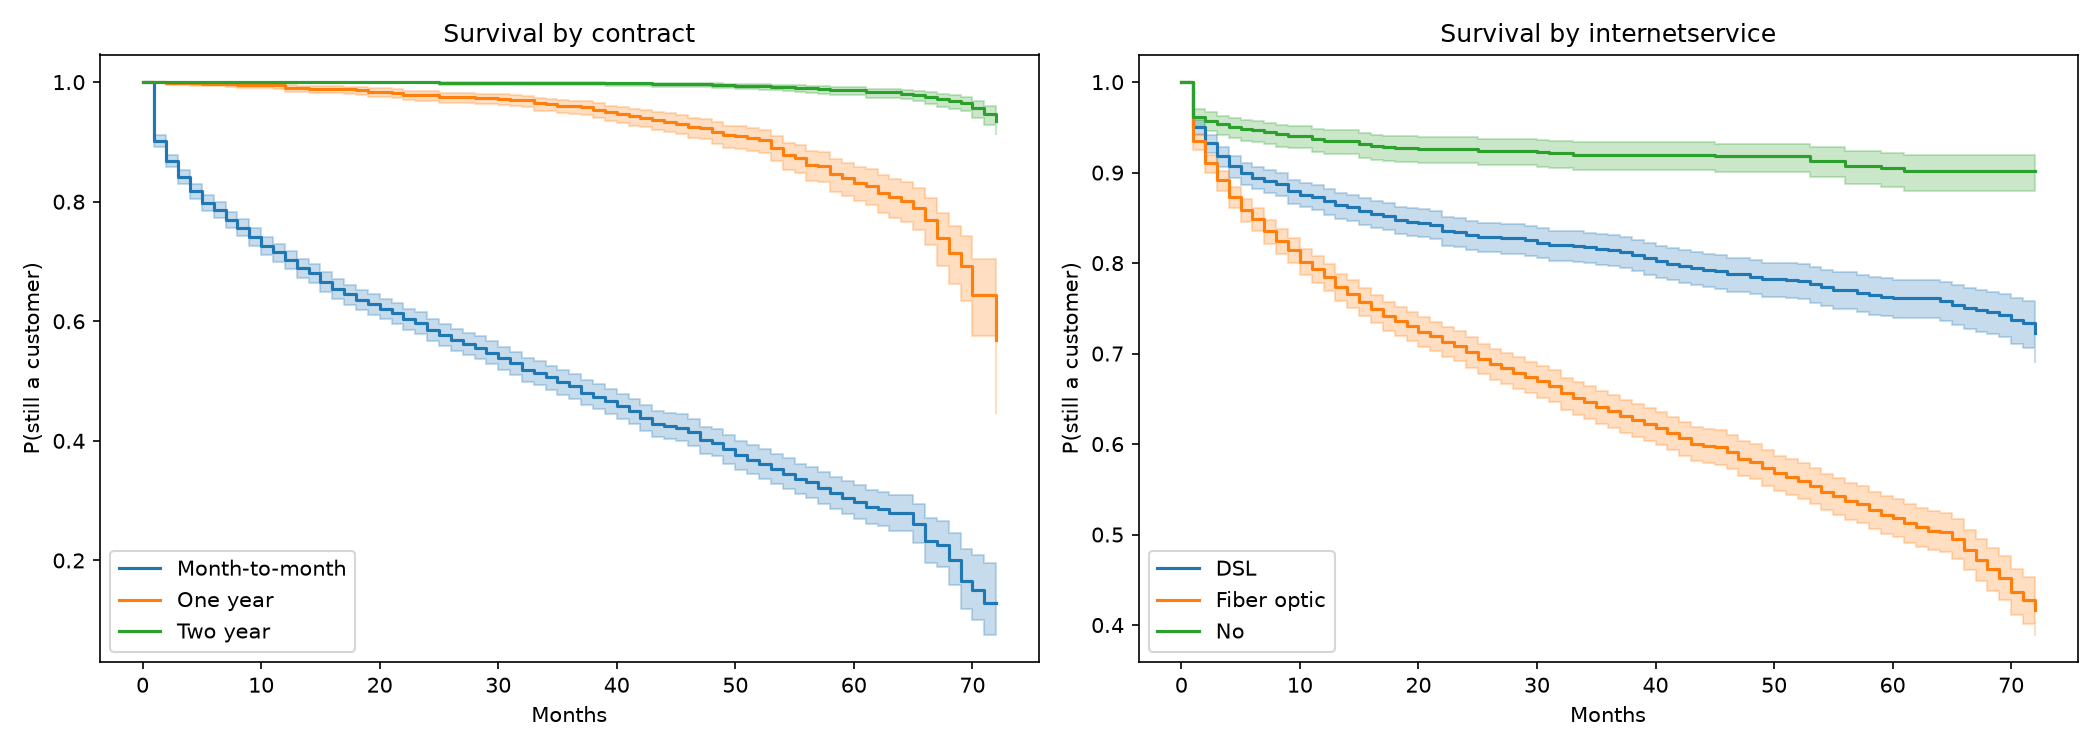 Survival by contract
P(still a customer)
1.0
0.8
0.6
0.4
0.2
Month-to-month
One year
Two year
0 10 20 30 40 50 60 70
Months
Survival by internetservice
P(still a customer)
1.0
0.9
0.8
0.7
0.6
0.5
0.4
DSL
Fiber optic
No
0 10 20 30 40 50 60 70
Months